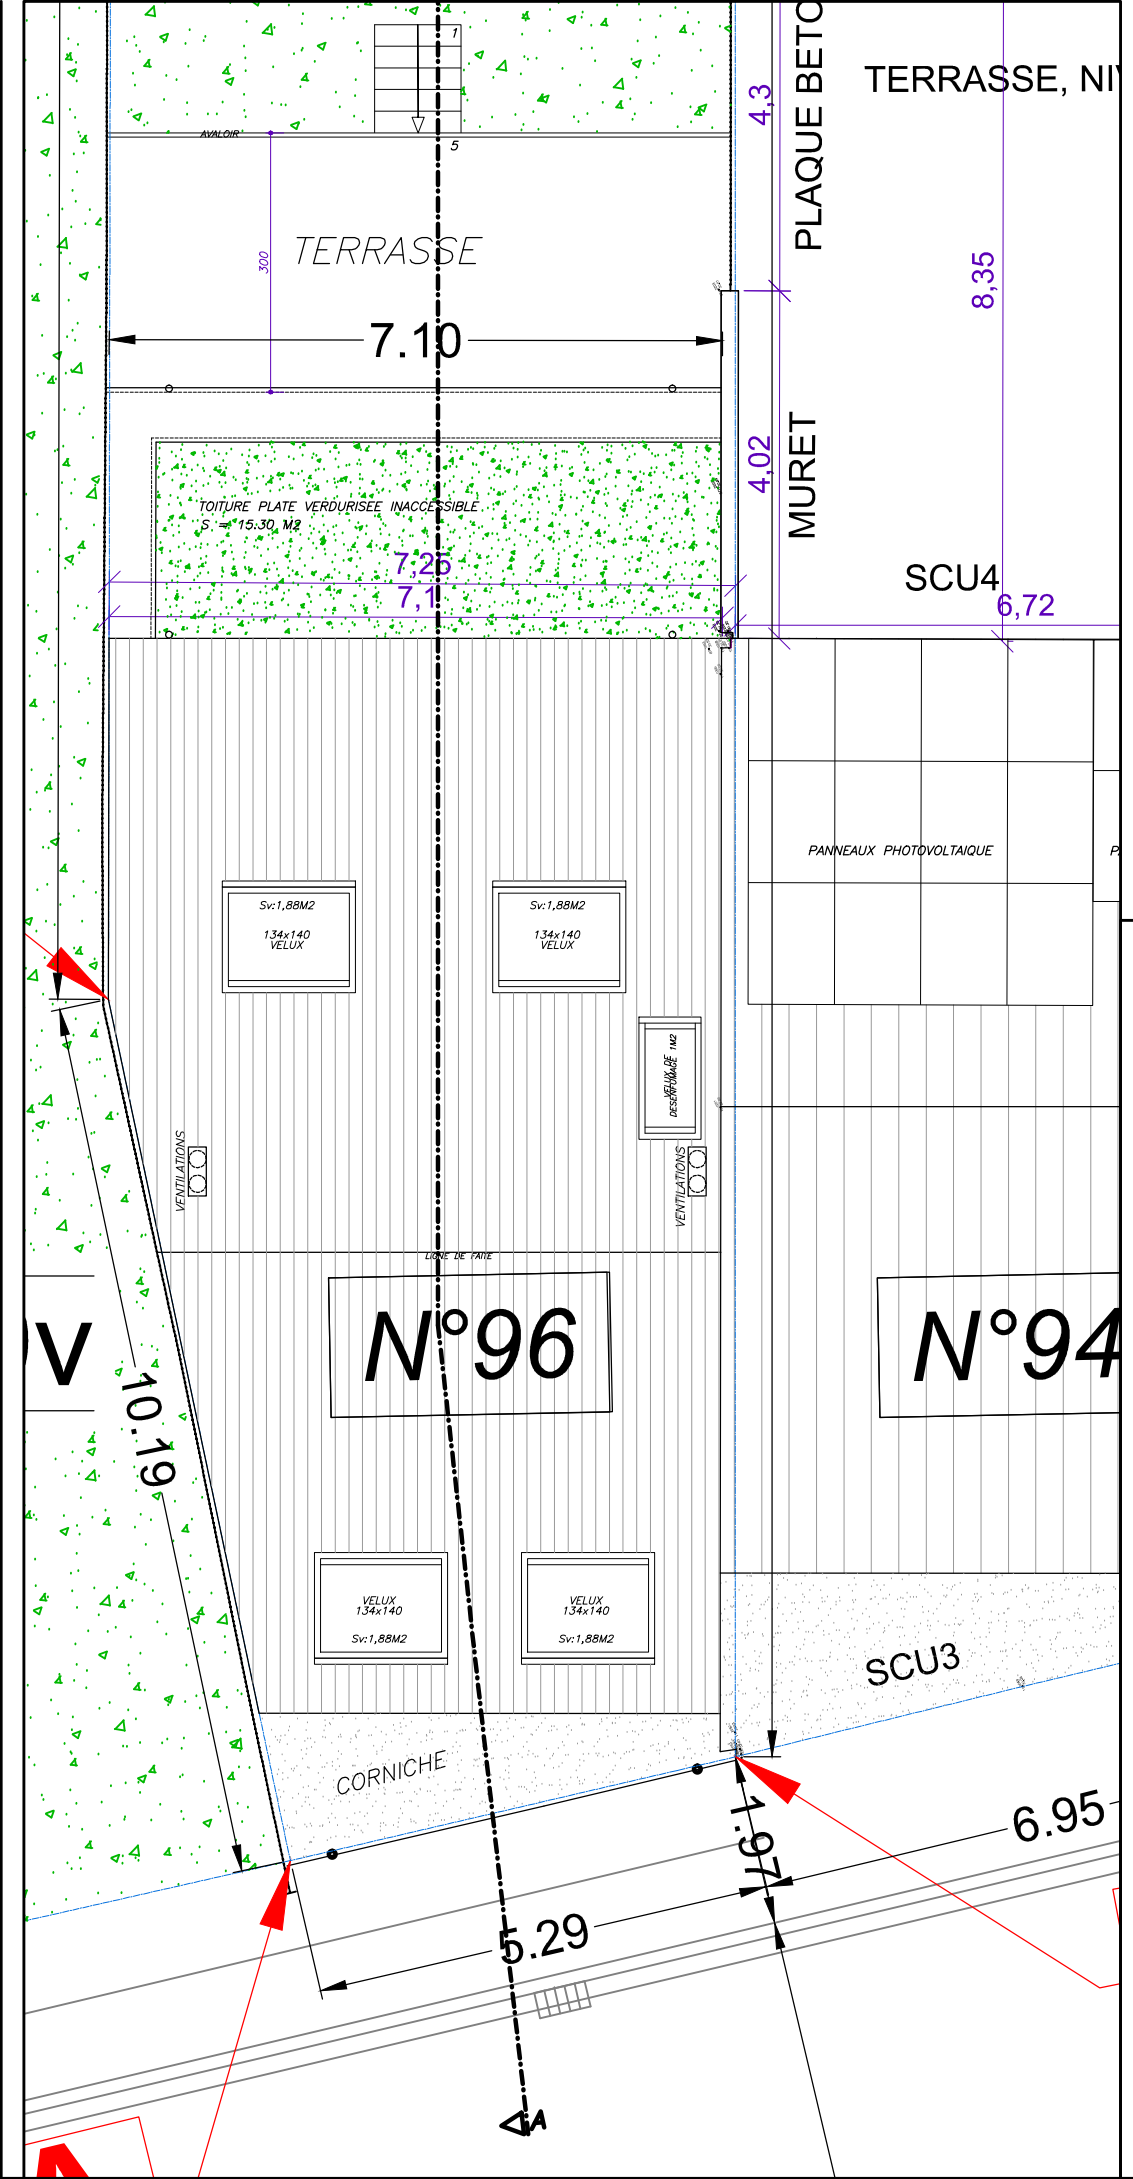 1
AVALOIR
5
4,3
PLAQUE BETO
TERRASSE, NI
300
TERRASSE
8,35
7.10
4,02
MURET
TOITURE PLATE VERDURISEE INACCESSIBLE
S = 15.30 M2
7,25
7,1
SCU4
6,72
PANNEAUX PHOTOVOLTAIQUE
P
Sv:1,88M2
134x140
VELUX
Sv:1,88M2
134x140
VELUX
VELUX DE
DESENFUMAGE 1M2
VENTILATIONS
VENTILATIONS
LIGNE DE FAITE
N°96
N°94
V
10.19
VELUX
134x140
Sv:1,88M2
VELUX
134x140
Sv:1,88M2
SCU3
CORNICHE
1.97
6.95
5.29
A